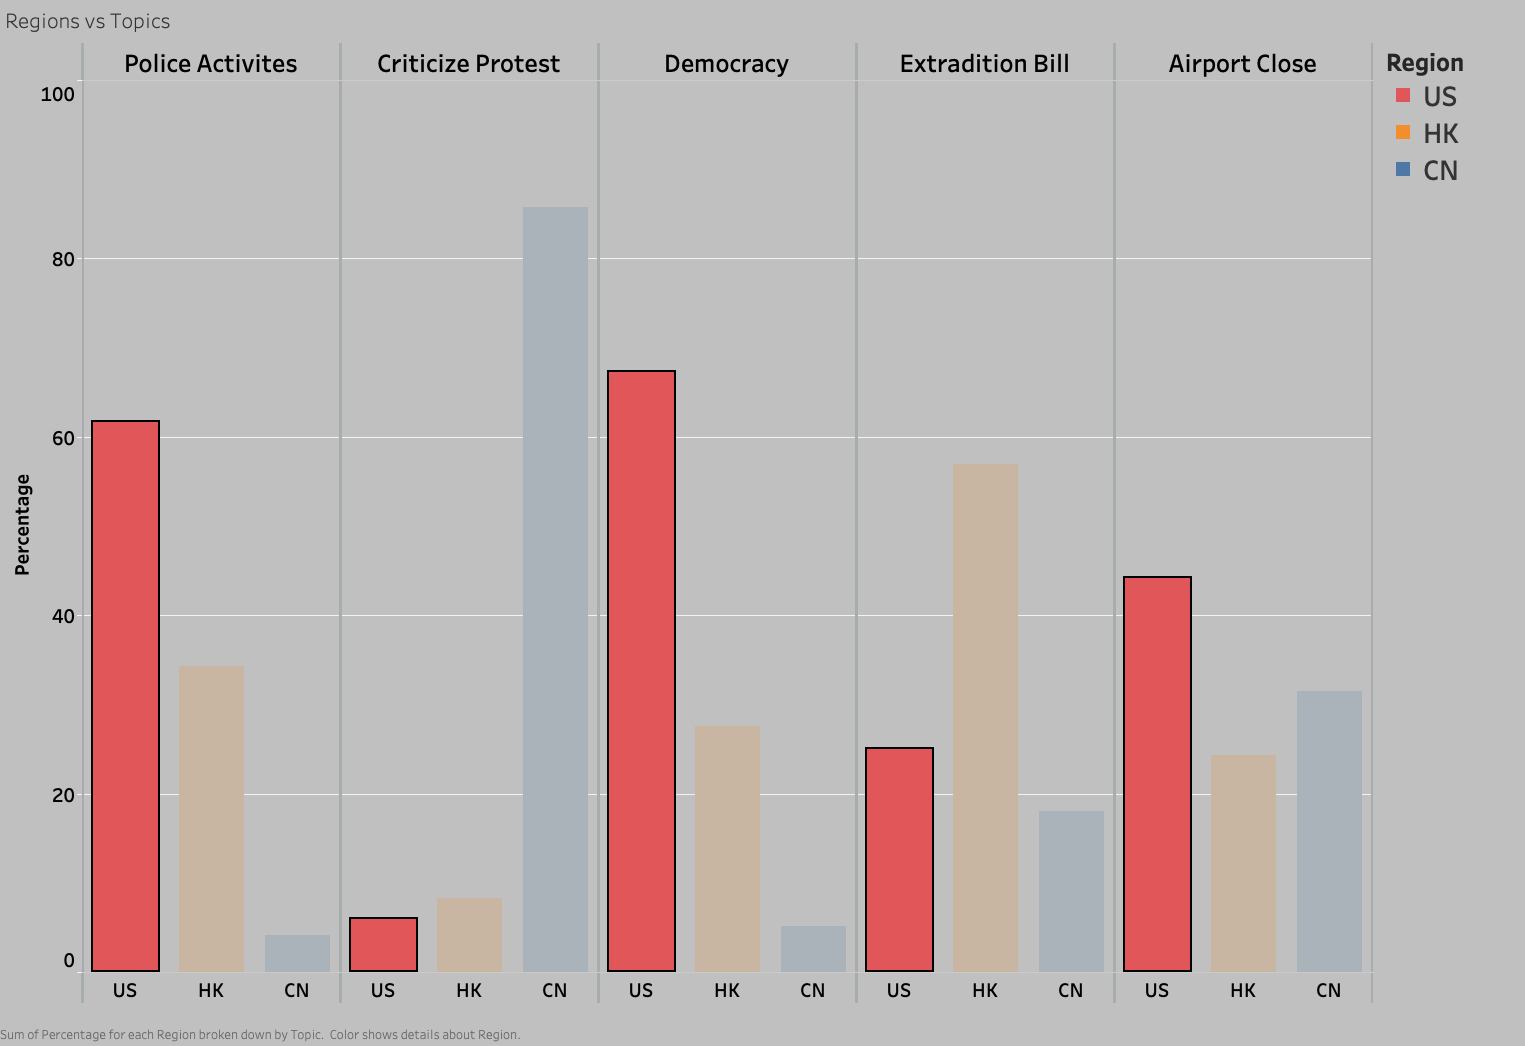 Regions vs Topics
Police Activites Criticize Protest Democracy Extradition Bill Airport Close
Region
US
HK
CN
100
80
60
40
20
0
Percentage
US HK CN US HK CN US HK CN US HK CN US HK CN
Sum of Percentage for each Region broken down by Topic. Color shows details about Region.